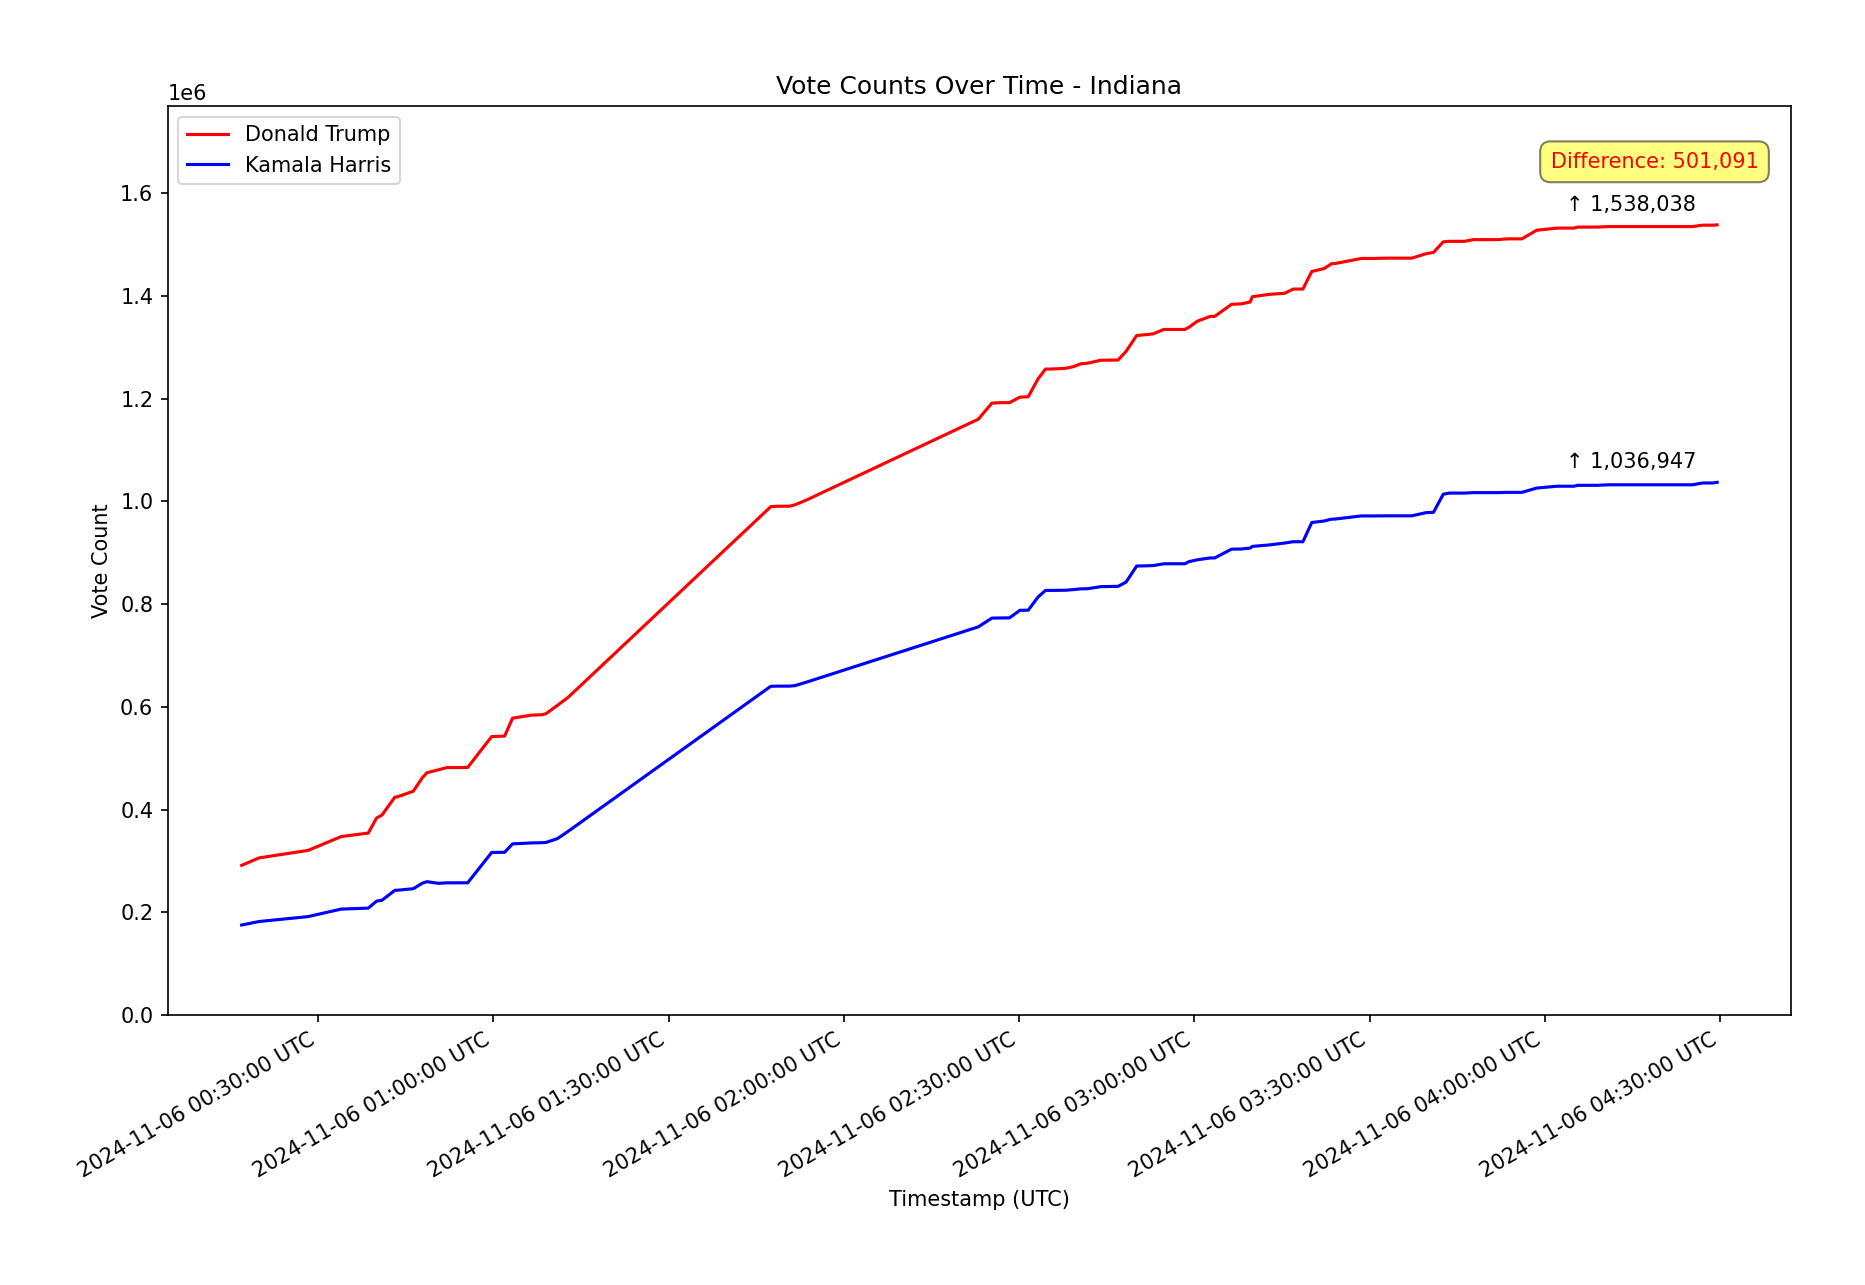 Vote Counts Over Time - Indiana
1e6
Donald Trump
Kamala Harris
Difference: 501,091
↑ 1,538,038
↑ 1,036,947
Vote Count
1.6
1.4
1.2
1.0
0.8
0.6
0.4
0.2
0.0
2024-11-06 00:30:00 UTC
2024-11-06 01:00:00 UTC
2024-11-06 01:30:00 UTC
2024-11-06 02:00:00 UTC
2024-11-06 02:30:00 UTC
2024-11-06 03:00:00 UTC
2024-11-06 03:30:00 UTC
2024-11-06 04:00:00 UTC
2024-11-06 04:30:00 UTC
Timestamp (UTC)